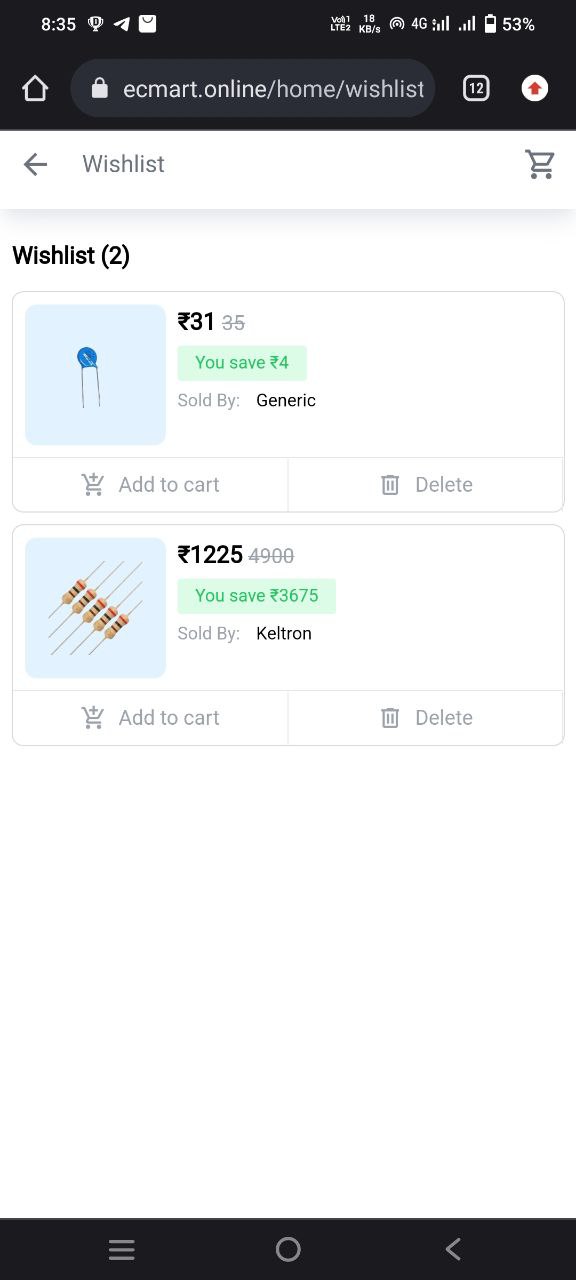 8:35 Vo1 LTE2 18 KB/s 4G 53%
ecmart.online/home/wishlist 12
Wishlist
Wishlist (2)
₹31 35
You save ₹4
Sold By: Generic
Add to cart Delete
₹1225 4900
You save ₹3675
Sold By: Keltron
Add to cart Delete